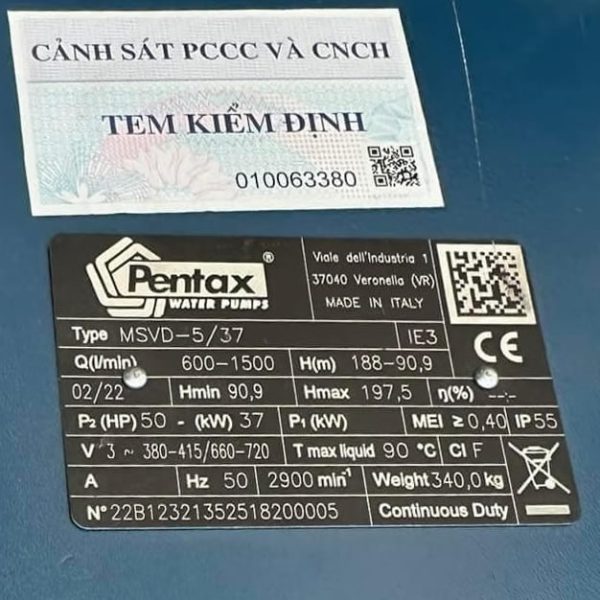 CẢNH SÁT PCCC VÀ CNCH
TEM KIỂM ĐỊNH
010063380
Pentax®
WATER PUMPS
Viale dell'Industria 1
37040 Veronella (VR)
MADE IN ITALY
Type MSVD-5/37 IE3
CE
Q(l/min) 600-1500 H(m) 188-90,9
02/22 Hmin 90,9 Hmax 197,5 η(%) --:-
P2 (HP) 50 - (kW) 37 P1 (kW) MEI ≥ 0,40 IP 55
V 3 ~ 380-415/660-720 T max liquid 90 °C Cl F
A Hz 50 2900 min⁻¹ Weight 340,0 kg
N° 22B12321352518200005 Continuous Duty